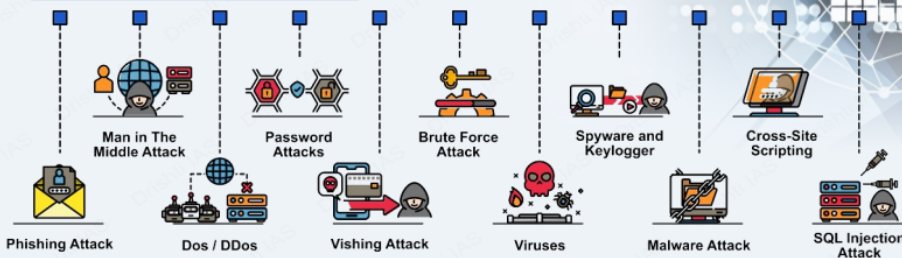 Man in The
Middle Attack
Password
Attacks
Brute Force
Attack
Spyware and
Keylogger
Cross-Site
Scripting
Phishing Attack
Dos / DDos
Vishing Attack
Viruses
Malware Attack
SQL Injection
Attack